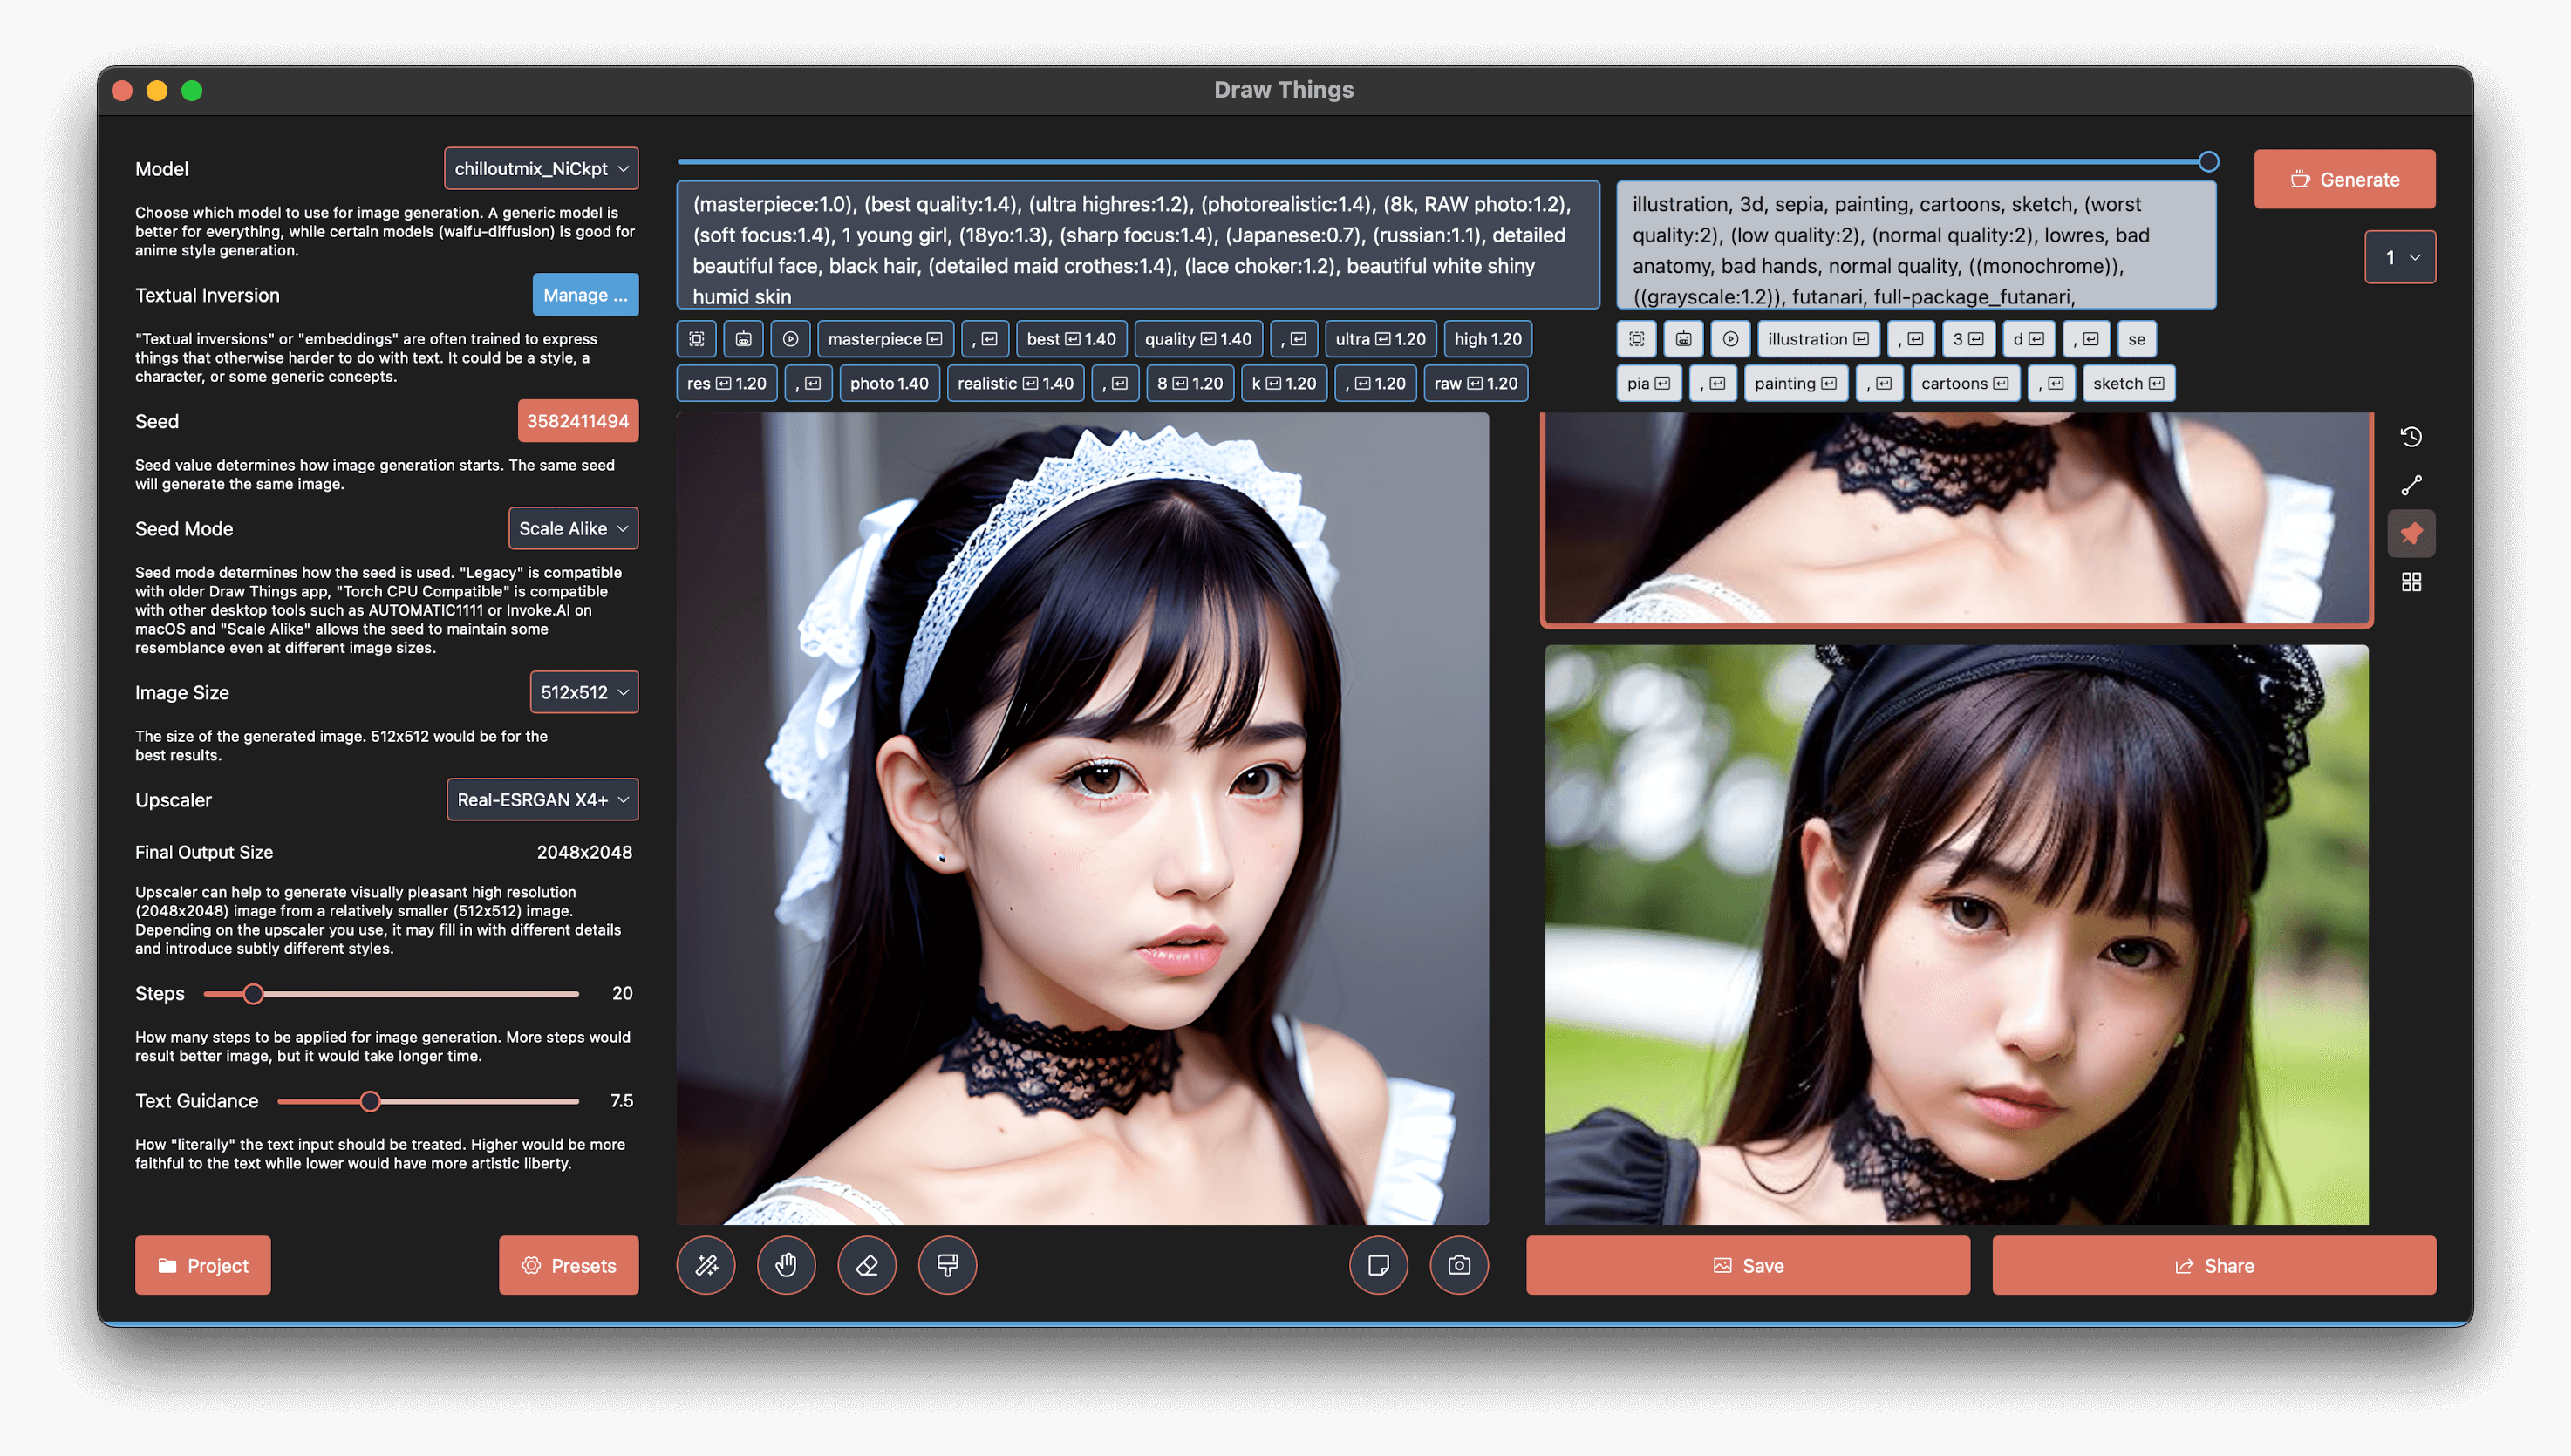 Draw Things
Model
chilloutmix_NiCkpt
Choose which model to use for image generation. A generic model is
better for everything, while certain models (waifu-diffusion) is good for
anime style generation.
Textual Inversion
Manage ...
"Textual inversions" or "embeddings" are often trained to express
things that otherwise harder to do with text. It could be a style, a
character, or some generic concepts.
Seed
3582411494
Seed value determines how image generation starts. The same seed
will generate the same image.
Seed Mode
Scale Alike
Seed mode determines how the seed is used. "Legacy" is compatible
with older Draw Things app, "Torch CPU Compatible" is compatible
with other desktop tools such as AUTOMATIC1111 or Invoke.AI on
macOS and "Scale Alike" allows the seed to maintain some
resemblance even at different image sizes.
Image Size
512x512
The size of the generated image. 512x512 would be for the
best results.
Upscaler
Real-ESRGAN X4+
Final Output Size
2048x2048
Upscaler can help to generate visually pleasant high resolution
(2048x2048) image from a relatively smaller (512x512) image.
Depending on the upscaler you use, it may fill in with different details
and introduce subtly different styles.
Steps
20
How many steps to be applied for image generation. More steps would
result better image, but it would take longer time.
Text Guidance
7.5
How "literally" the text input should be treated. Higher would be more
faithful to the text while lower would have more artistic liberty.
Project
Presets
(masterpiece:1.0), (best quality:1.4), (ultra highres:1.2), (photorealistic:1.4), (8k, RAW photo:1.2),
(soft focus:1.4), 1 young girl, (18yo:1.3), (sharp focus:1.4), (Japanese:0.7), (russian:1.1), detailed
beautiful face, black hair, (detailed maid crothes:1.4), (lace choker:1.2), beautiful white shiny
humid skin
masterpiece , best 1.40 quality 1.40 , ultra 1.20 high 1.20
res 1.20 , photo 1.40 realistic 1.40 , 8 1.20 k 1.20 , 1.20 raw 1.20
illustration, 3d, sepia, painting, cartoons, sketch, (worst
quality:2), (low quality:2), (normal quality:2), lowres, bad
anatomy, bad hands, normal quality, ((monochrome)),
((grayscale:1.2)), futanari, full-package_futanari,
illustration , 3 d , se
pia , painting , cartoons , sketch
Generate
1
Save
Share